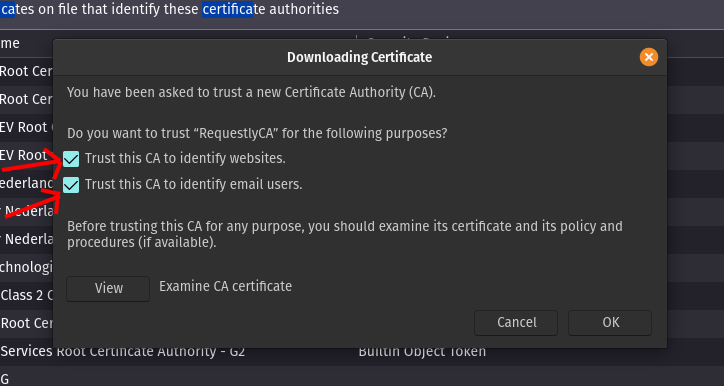 cates on file that identify these certificate authorities
me
Downloading Certificate
Root Cer
You have been asked to trust a new Certificate Authority (CA).
Root Cer
EV Root
Do you want to trust “RequestlyCA” for the following purposes?
EV Root
Trust this CA to identify websites.
ederland
Trust this CA to identify email users.
Nederla
Before trusting this CA for any purpose, you should examine its certificate and its policy and
Nederla
procedures (if available).
chnologi
View Examine CA certificate
Class 2 C
Root Cer
Cancel OK
Services Root Certificate Authority - G2 Builtin Object Token
G